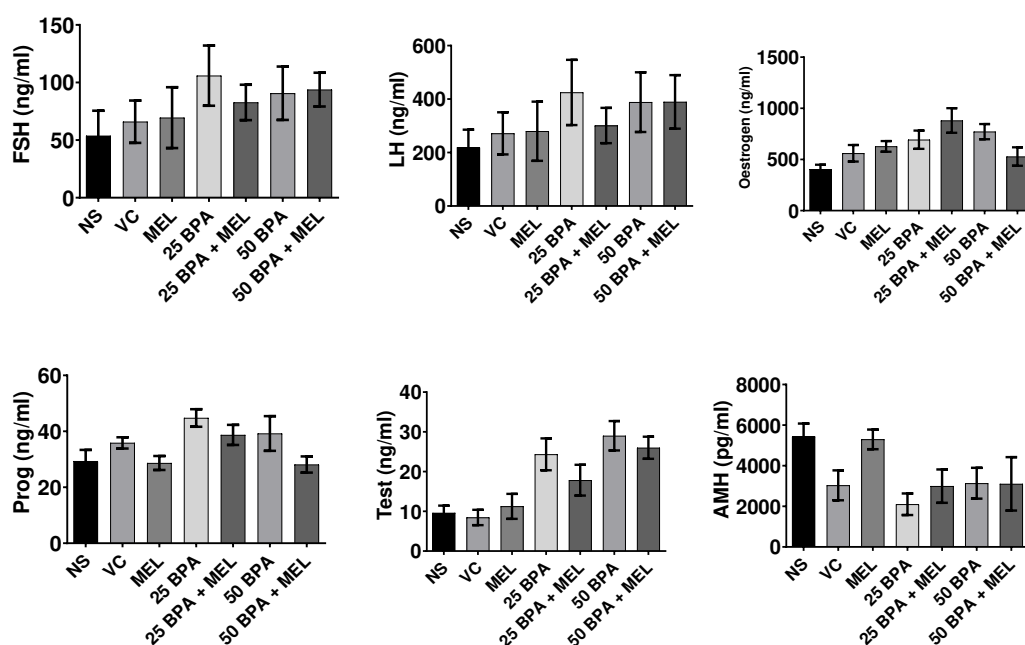 FSH (ng/ml)
150
100
50
0
NS
VC
MEL
25 BPA
25 BPA + MEL
50 BPA
50 BPA + MEL
LH (ng/ml)
600
400
200
0
NS
VC
MEL
25 BPA
25 BPA + MEL
50 BPA
50 BPA + MEL
Oestrogen (ng/ml)
1500
1000
500
0
NS
VC
MEL
25 BPA
25 BPA + MEL
50 BPA
50 BPA + MEL
Prog (ng/ml)
60
40
20
0
NS
VC
MEL
25 BPA
25 BPA + MEL
50 BPA
50 BPA + MEL
Test (ng/ml)
40
30
20
10
0
NS
VC
MEL
25 BPA
25 BPA + MEL
50 BPA
50 BPA + MEL
AMH (pg/ml)
8000
6000
4000
2000
0
NS
VC
MEL
25 BPA
25 BPA + MEL
50 BPA
50 BPA + MEL